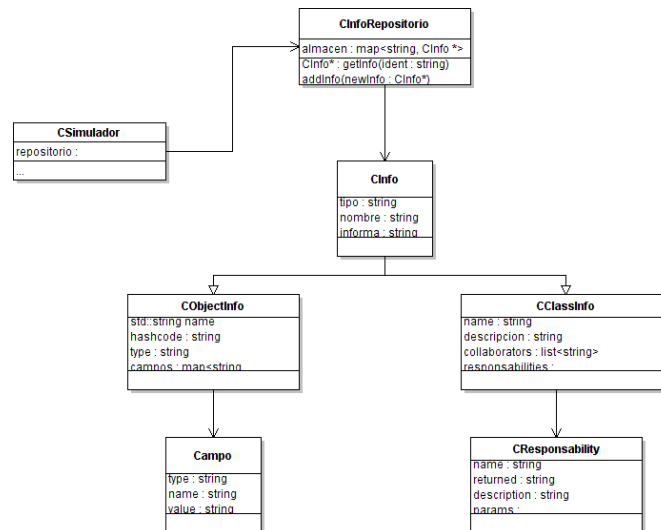 CInfoRepositorio
almacen : map<string, CInfo *>
CInfo* : getInfo(ident : string)
addInfo(newInfo : CInfo*)
CSimulador
repositorio :
...
CInfo
tipo : string
nombre : string
informa : string
CObjectInfo
std::string name
hashcode : string
type : string
campos : map<string
CClassInfo
name : string
descripcion : string
collaborators : list<string>
responsabilities :
Campo
type : string
name : string
value : string
CResponsability
name : string
returned : string
description : string
params :